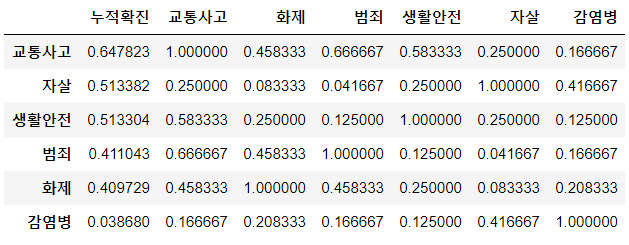 누적확진 교통사고 화제 범죄 생활안전 자살 감염병
교통사고 0.647823 1.000000 0.458333 0.666667 0.583333 0.250000 0.166667
자살 0.513382 0.250000 0.083333 0.041667 0.250000 1.000000 0.416667
생활안전 0.513304 0.583333 0.250000 0.125000 1.000000 0.250000 0.125000
범죄 0.411043 0.666667 0.458333 1.000000 0.125000 0.041667 0.166667
화제 0.409729 0.458333 1.000000 0.458333 0.250000 0.083333 0.208333
감염병 0.038680 0.166667 0.208333 0.166667 0.125000 0.416667 1.000000